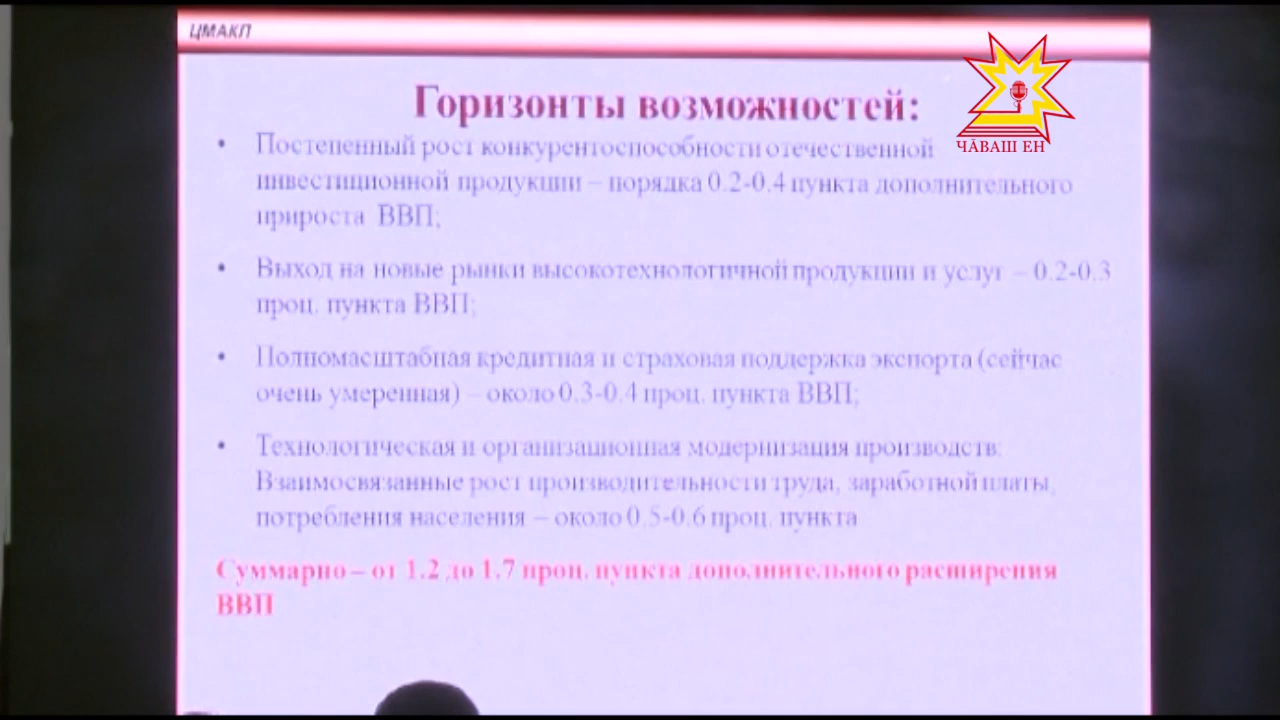 ЦМАКП
ЧӐВАШ ЕН
Горизонты возможностей:
• Постепенный рост конкурентоспособности отечественной
инвестиционной продукции – порядка 0.2-0.4 пункта дополнительного
прироста ВВП;
• Выход на новые рынки высокотехнологичной продукции и услуг – 0.2-0.3
проц. пункта ВВП;
• Полномасштабная кредитная и страховая поддержка экспорта (сейчас
очень умеренная) – около 0.3-0.4 проц. пункта ВВП;
• Технологическая и организационная модернизация производств:
Взаимосвязанные рост производительности труда, заработной платы,
потребления населения – около 0.5-0.6 проц. пункта
Суммарно – от 1.2 до 1.7 проц. пункта дополнительного расширения
ВВП